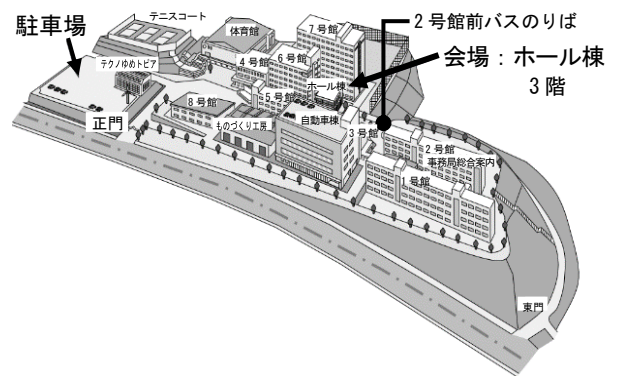 テニスコート
駐車場
体育館
7号館
2号館前バスのりば
6号館
4号館
会場：ホール棟
3階
テクノゆめトピア
ホール棟
5号館
8号館
自動車棟
正門
ものづくり工房
3号館
2号館
事務局総合案内
1号館
東門